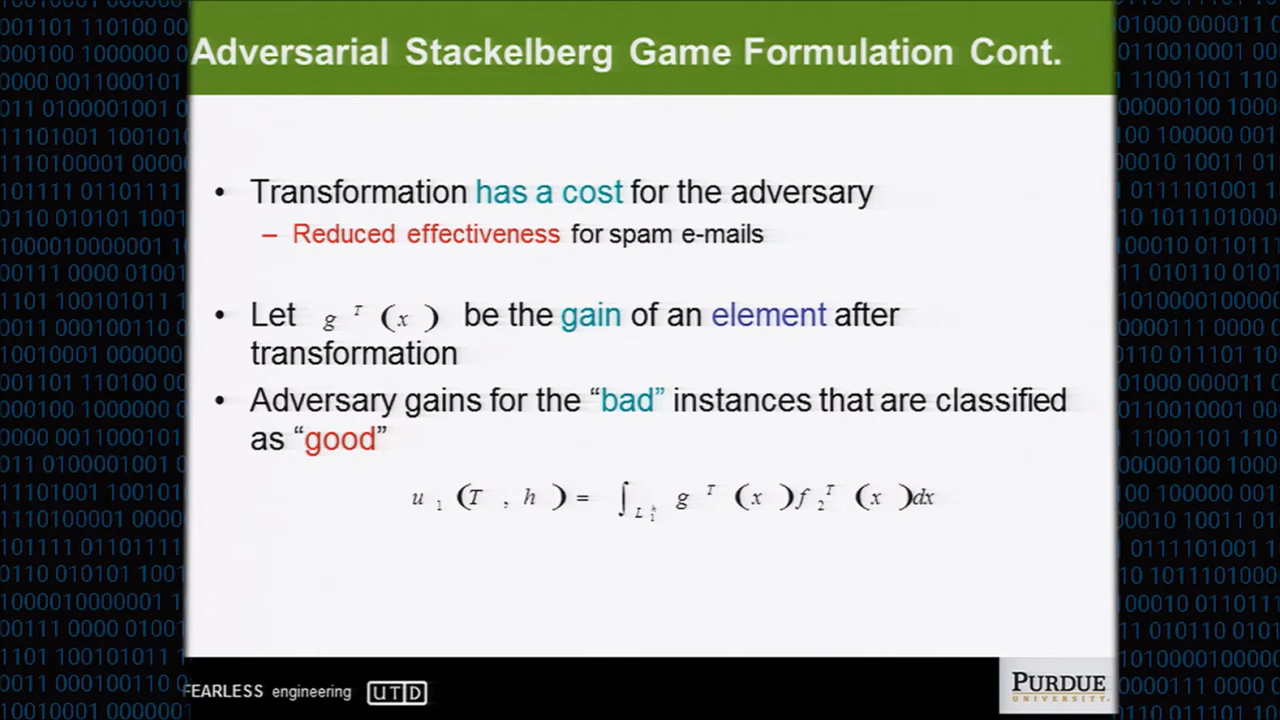 Adversarial Stackelberg Game Formulation Cont.
• Transformation has a cost for the adversary
– Reduced effectiveness for spam e-mails
• Let g^T (x) be the gain of an element after
transformation
• Adversary gains for the “bad” instances that are classified
as “good”
u_1 (T , h) = ∫_{L_1^h} g^T (x) f_2^T (x) dx
FEARLESS engineering UTD
PURDUE
UNIVERSITY